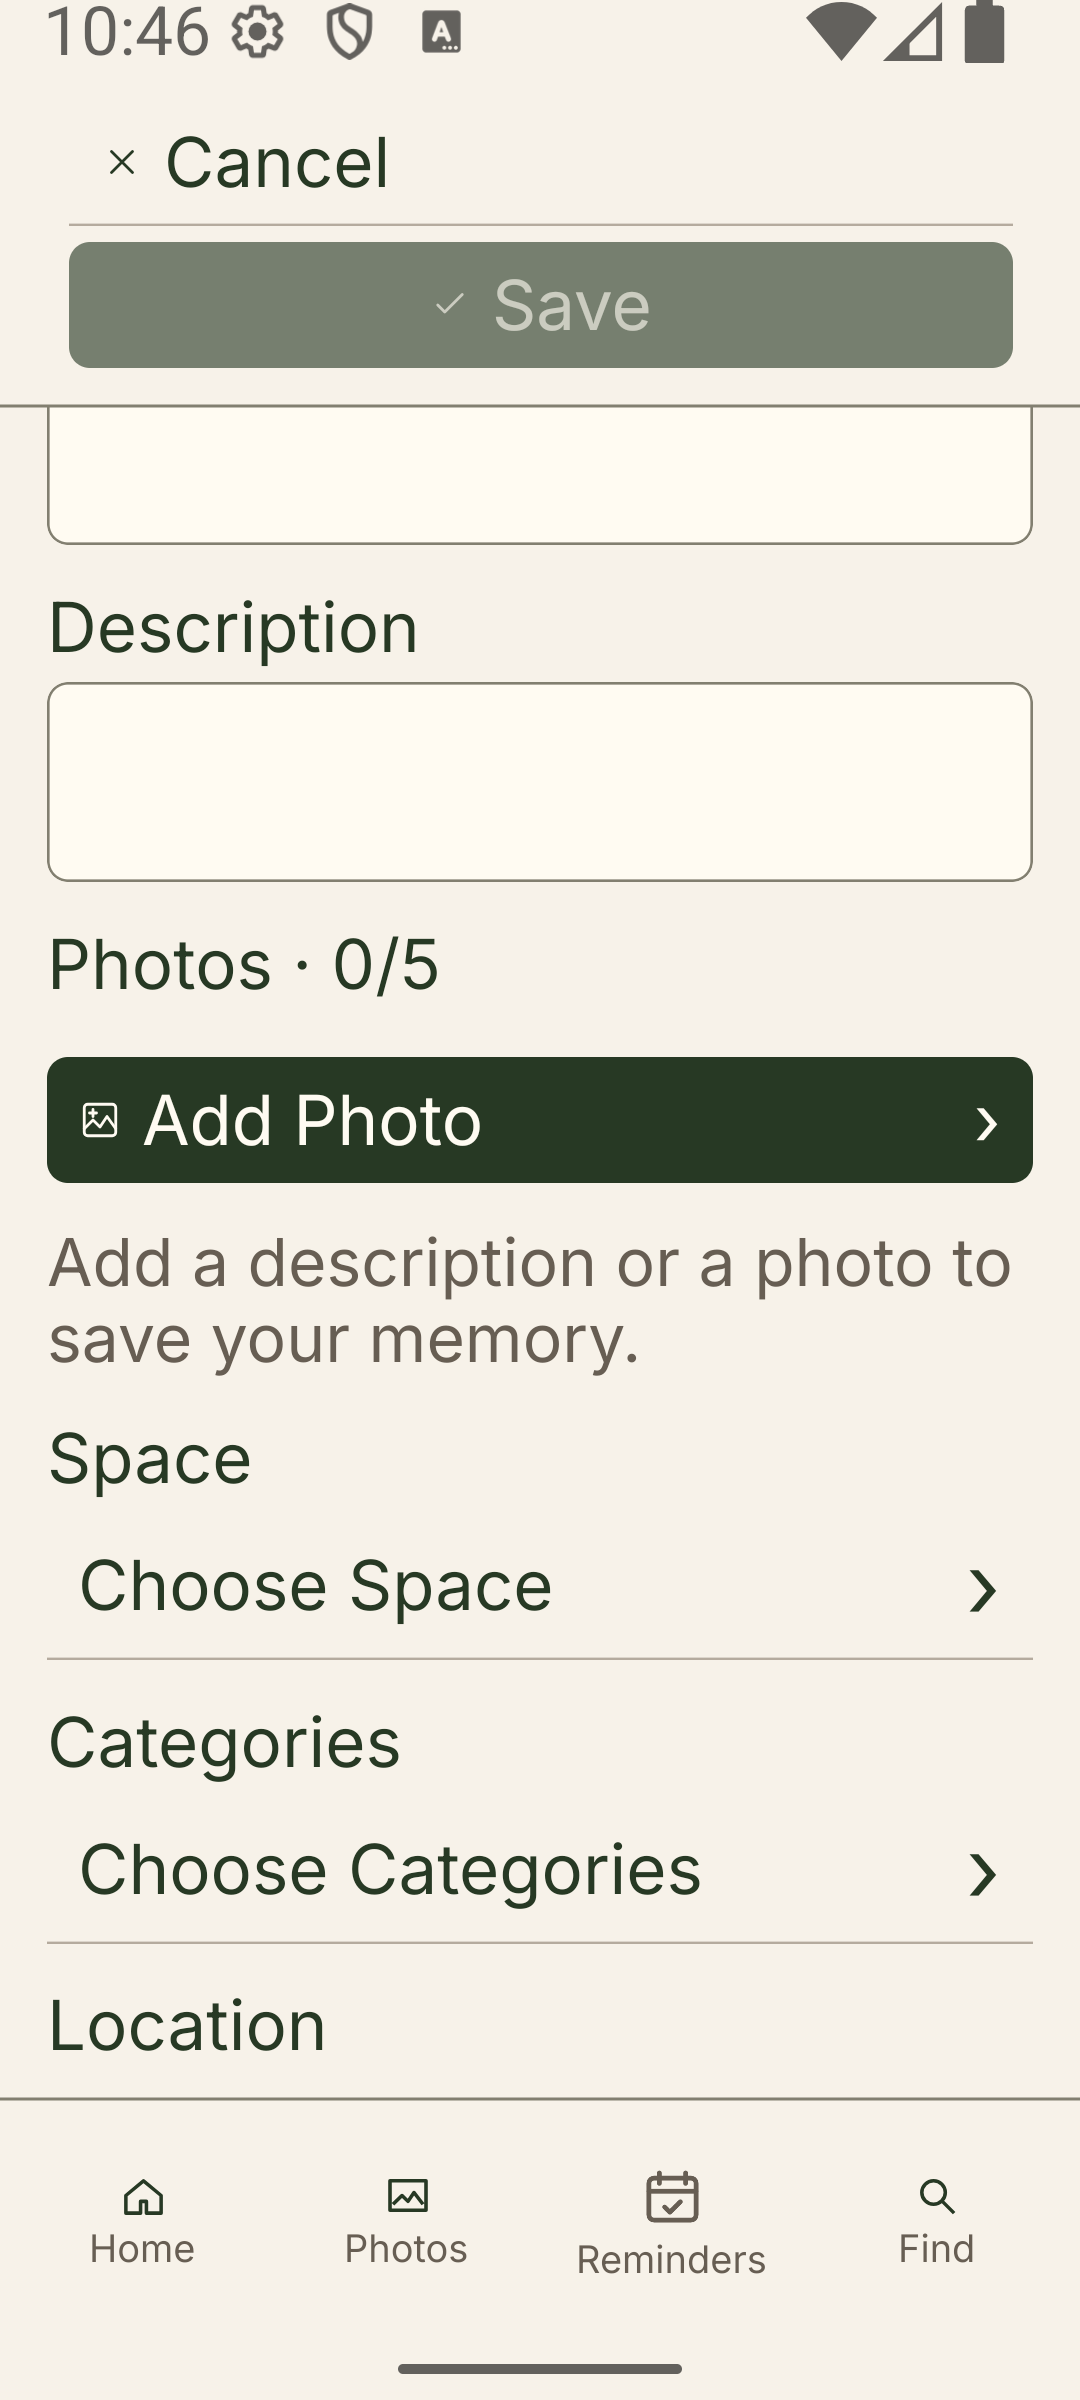 10:46
Cancel
Save
Description
Photos · 0/5
Add Photo
Add a description or a photo to
save your memory.
Space
Choose Space
Categories
Choose Categories
Location
Home
Photos
Reminders
Find